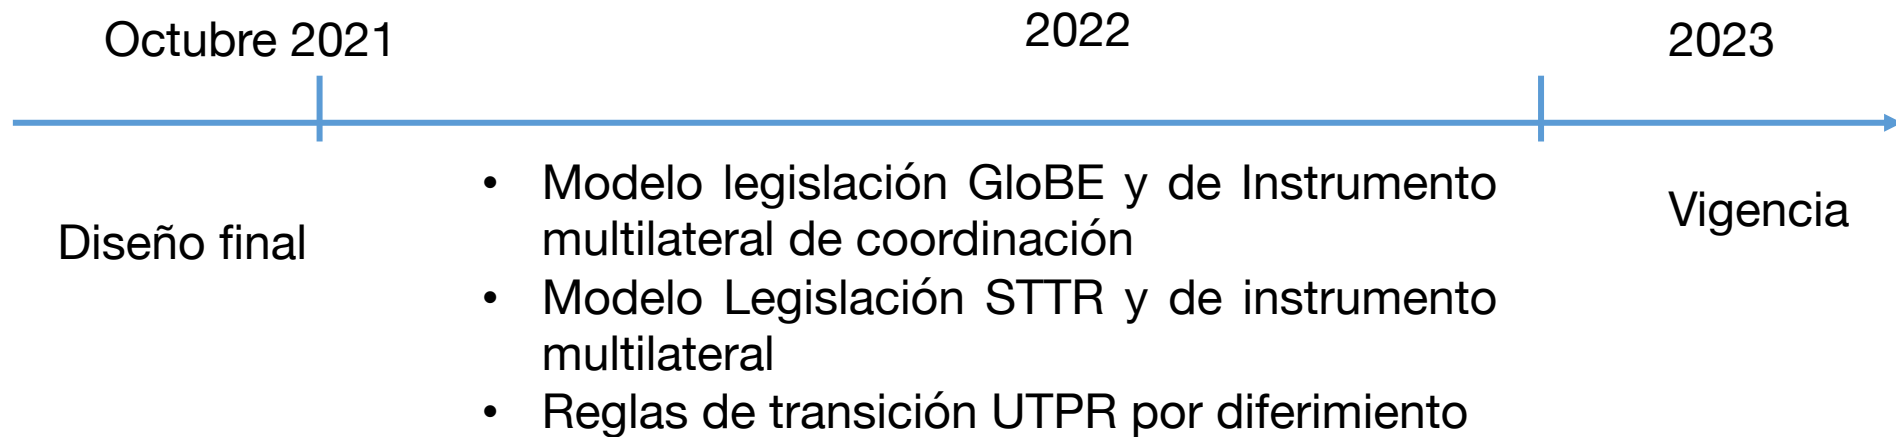 Octubre 2021
2022
2023
Diseño final
• Modelo legislación GloBE y de Instrumento
multilateral de coordinación
• Modelo Legislación STTR y de instrumento
multilateral
• Reglas de transición UTPR por diferimiento
Vigencia